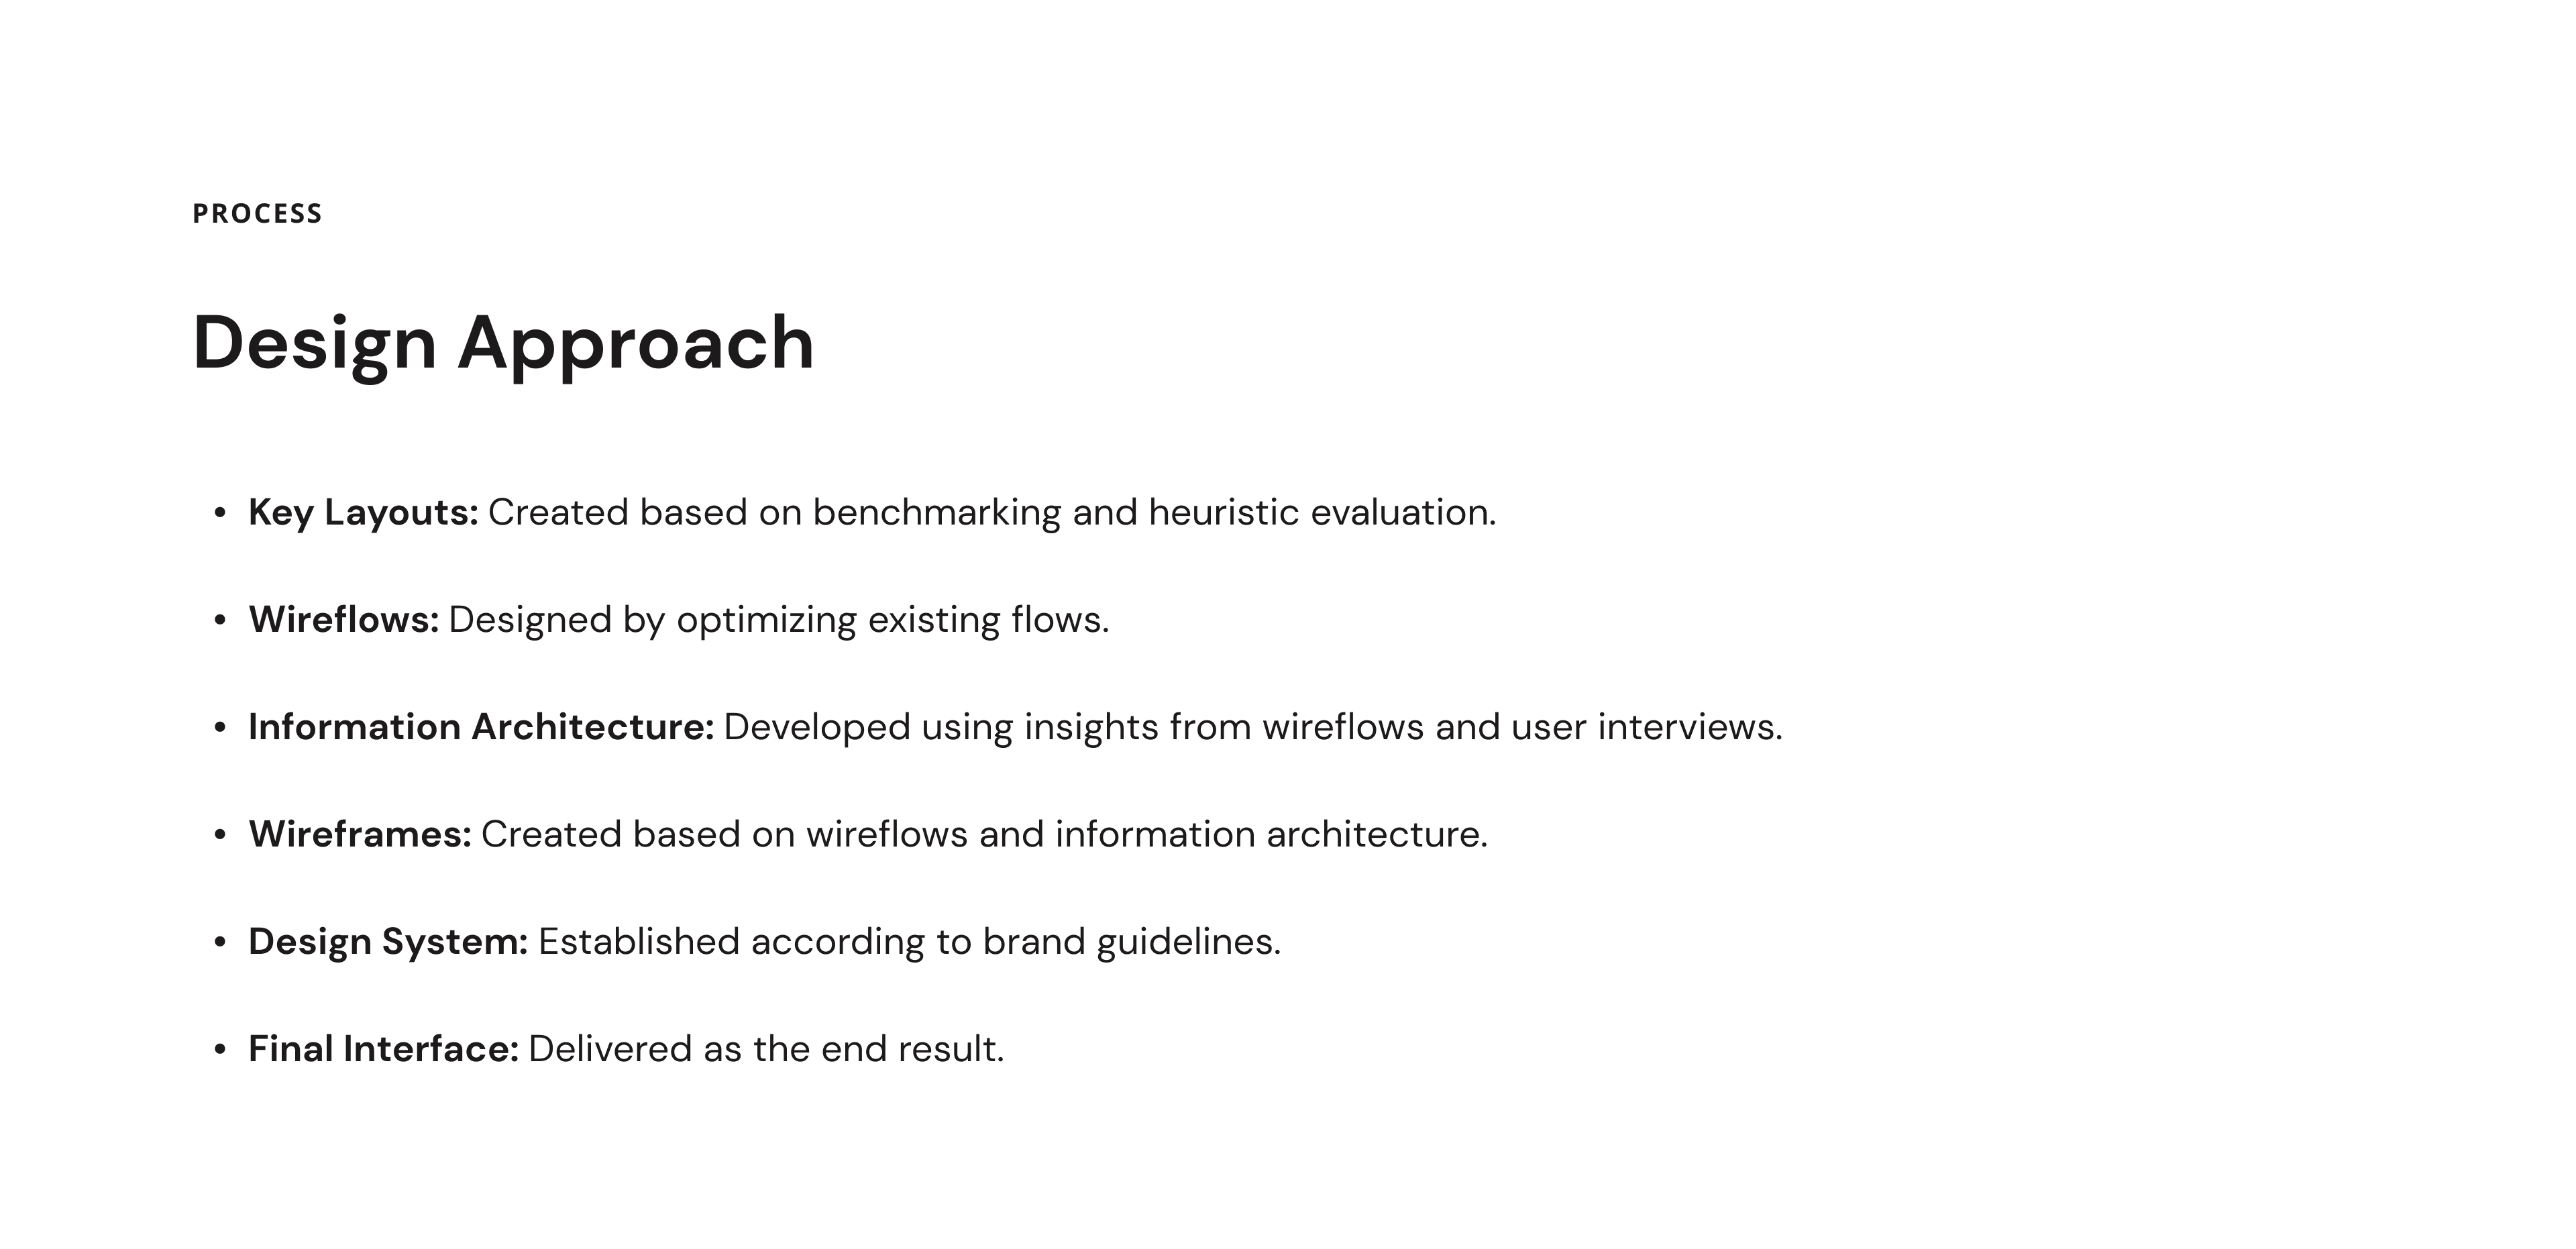 PROCESS
Design Approach
• Key Layouts: Created based on benchmarking and heuristic evaluation.
• Wireflows: Designed by optimizing existing flows.
• Information Architecture: Developed using insights from wireflows and user interviews.
• Wireframes: Created based on wireflows and information architecture.
• Design System: Established according to brand guidelines.
• Final Interface: Delivered as the end result.